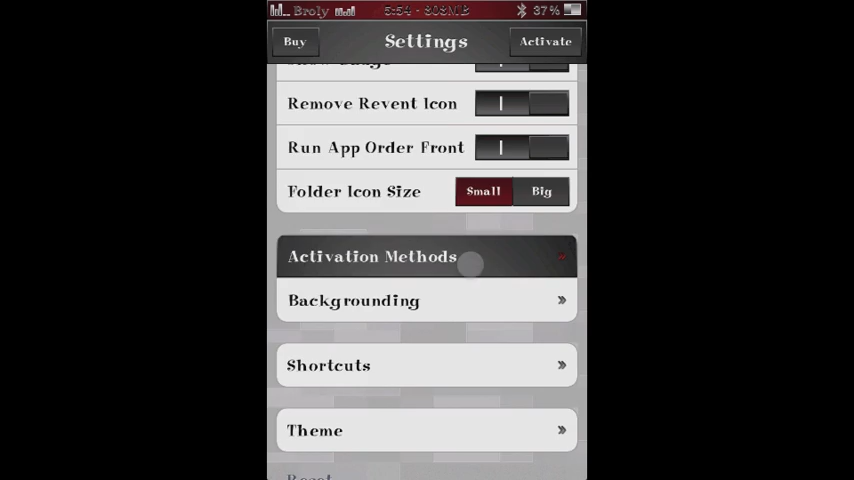 Broly 5:54 - 303MB 37%
Buy Settings Activate
Remove Revent Icon
Run App Order Front
Folder Icon Size Small Big
Activation Methods
Backgrounding
Shortcuts
Theme